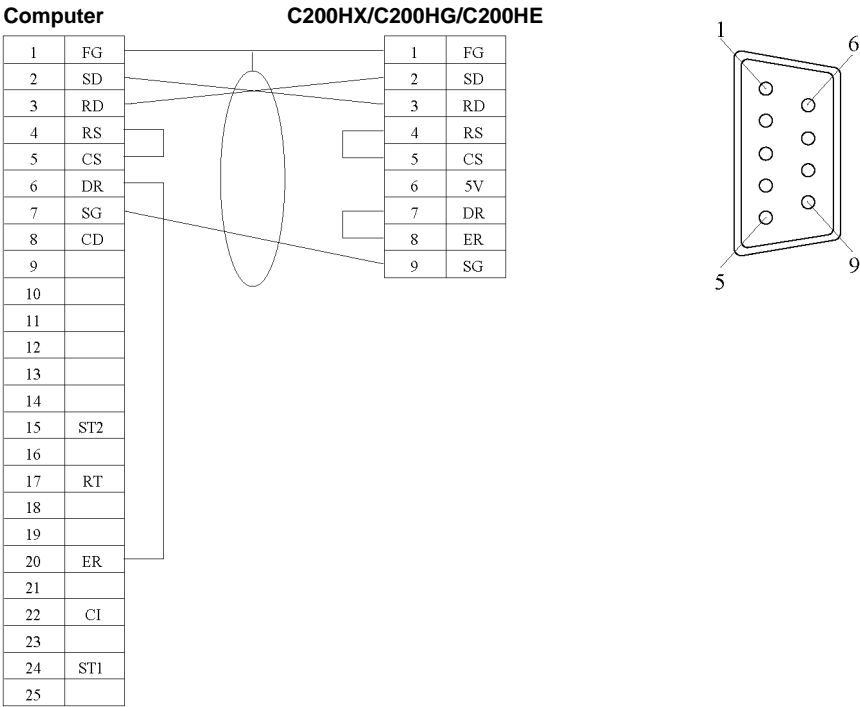 Computer C200HX/C200HG/C200HE
1 FG 1 FG
2 SD 2 SD
3 RD 3 RD
4 RS 4 RS
5 CS 5 CS
6 DR 6 5V
7 SG 7 DR
8 CD 8 ER
9 9 SG
10
11
12
13
14
15 ST2
16
17 RT
18
19
20 ER
21
22 CI
23
24 ST1
25
1
6
5
9